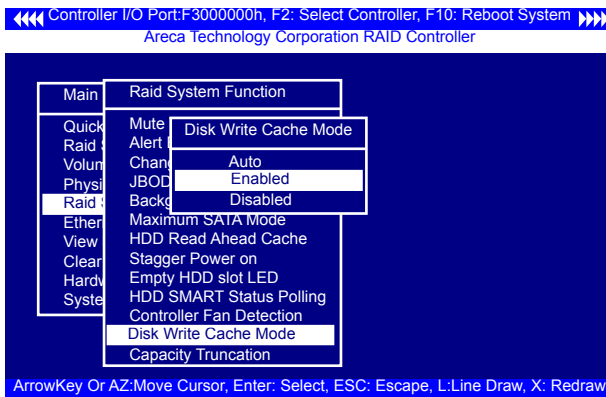 Controller I/O Port:F3000000h, F2: Select Controller, F10: Reboot System
Areca Technology Corporation RAID Controller
Main
Quick
Raid
Volum
Physi
Raid
Ether
View
Clear
Hardw
Syste
Raid System Function
Mute
Alert
Chan
JBOD
Backg
Maximum SATA Mode
HDD Read Ahead Cache
Stagger Power on
Empty HDD slot LED
HDD SMART Status Polling
Controller Fan Detection
Disk Write Cache Mode
Capacity Truncation
Disk Write Cache Mode
Auto
Enabled
Disabled
ArrowKey Or AZ:Move Cursor, Enter: Select, ESC: Escape, L:Line Draw, X: Redraw